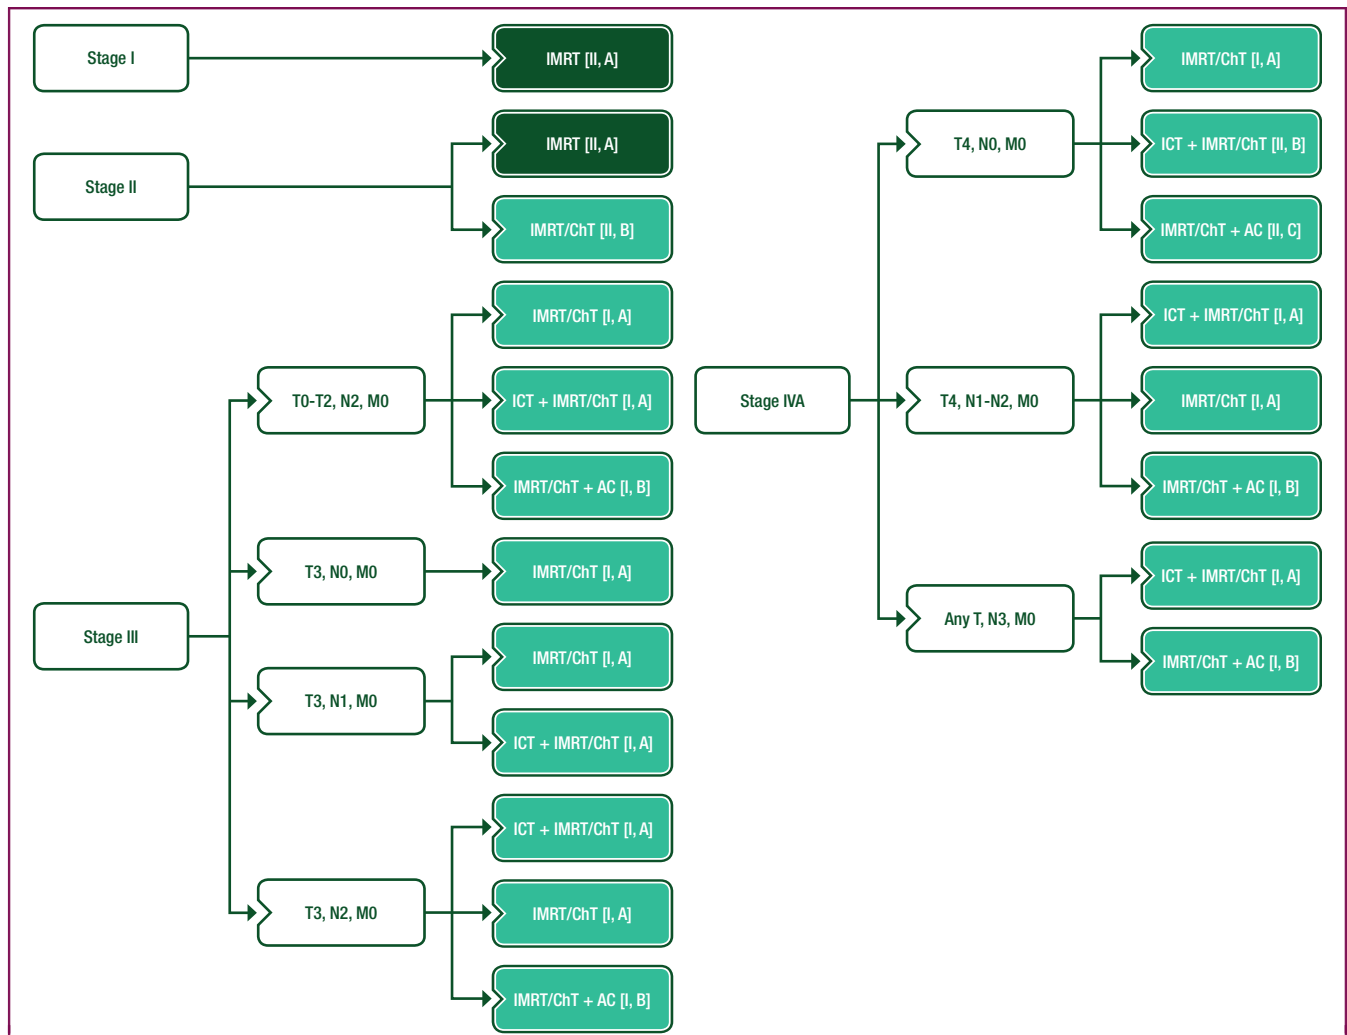 Stage I
IMRT [II, A]
Stage II
IMRT [II, A]
IMRT/ChT [II, B]
Stage III
T0-T2, N2, M0
IMRT/ChT [I, A]
ICT + IMRT/ChT [I, A]
IMRT/ChT + AC [I, B]
T3, N0, M0
IMRT/ChT [I, A]
T3, N1, M0
IMRT/ChT [I, A]
ICT + IMRT/ChT [I, A]
T3, N2, M0
ICT + IMRT/ChT [I, A]
IMRT/ChT [I, A]
IMRT/ChT + AC [I, B]
Stage IVA
T4, N0, M0
IMRT/ChT [I, A]
ICT + IMRT/ChT [II, B]
IMRT/ChT + AC [II, C]
T4, N1-N2, M0
ICT + IMRT/ChT [I, A]
IMRT/ChT [I, A]
IMRT/ChT + AC [I, B]
Any T, N3, M0
ICT + IMRT/ChT [I, A]
IMRT/ChT + AC [I, B]